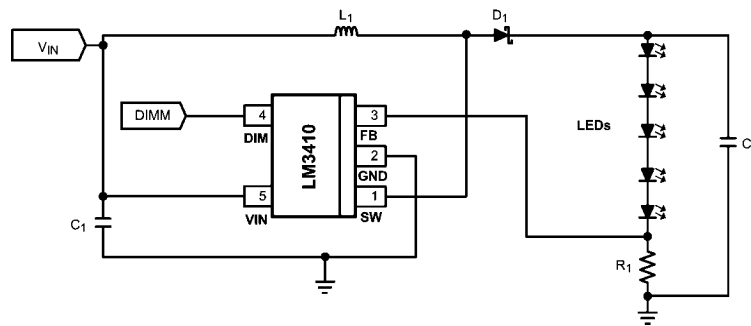 L1
D1
VIN
DIMM
4
DIM
LM3410
3
FB
2
GND
1
SW
5
VIN
C1
LEDs
C
R1